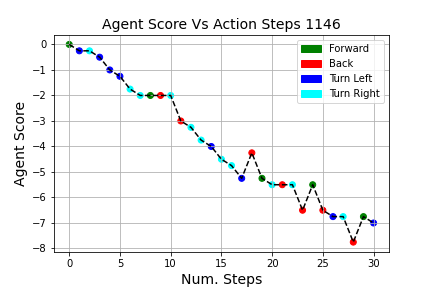 Agent Score Vs Action Steps 1146
Forward
Back
Turn Left
Turn Right
Agent Score
0
−1
−2
−3
−4
−5
−6
−7
−8
0 5 10 15 20 25 30
Num. Steps